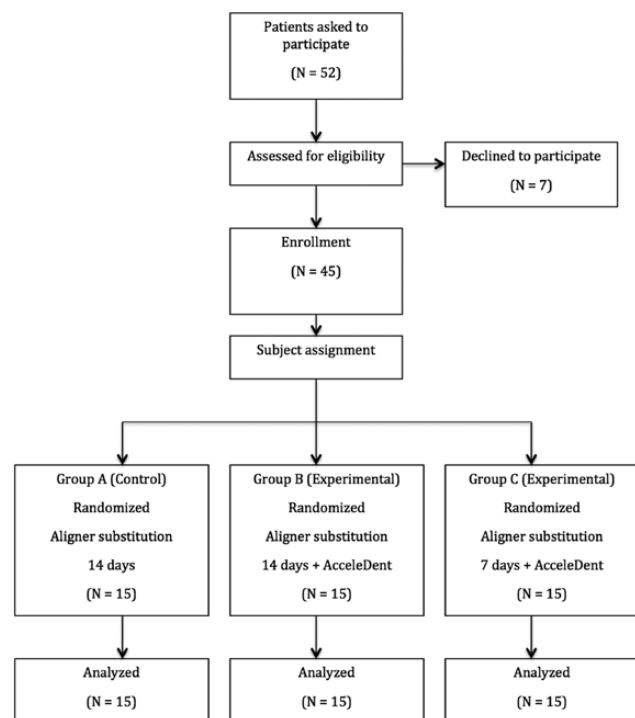 Patients asked to
participate
(N = 52)
Assessed for eligibility
Declined to participate
(N = 7)
Enrollment
(N = 45)
Subject assignment
Group A (Control)
Randomized
Aligner substitution
14 days
(N = 15)
Group B (Experimental)
Randomized
Aligner substitution
14 days + AcceleDent
(N = 15)
Group C (Experimental)
Randomized
Aligner substitution
7 days + AcceleDent
(N = 15)
Analyzed
(N = 15)
Analyzed
(N = 15)
Analyzed
(N = 15)